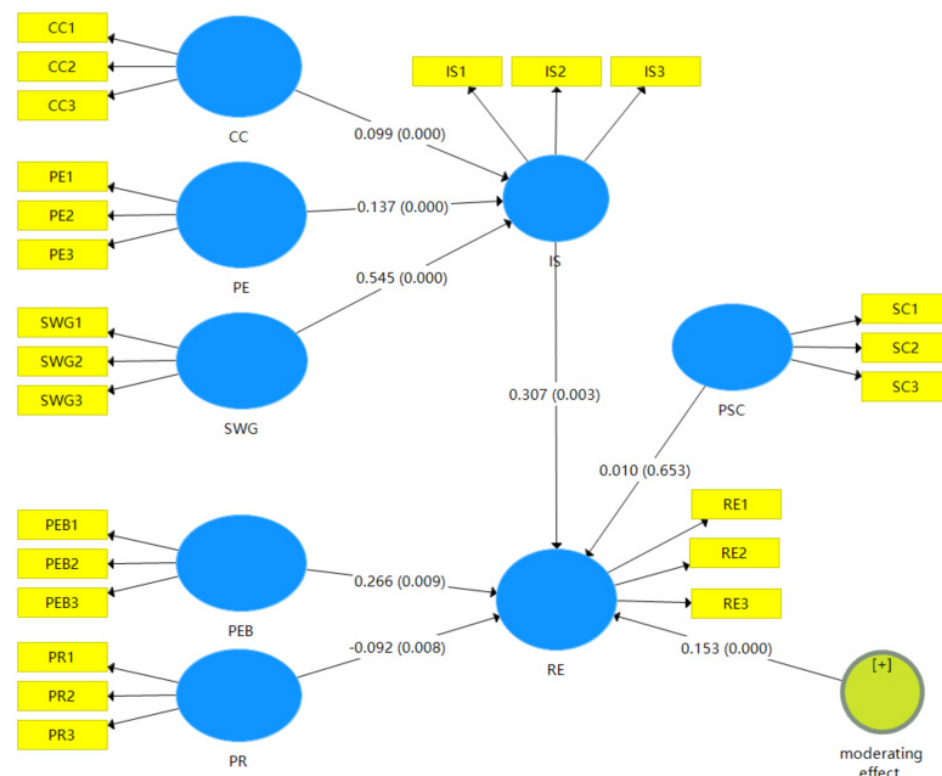 CC1
CC2
CC3
CC
IS1
IS2
IS3
0.099 (0.000)
PE1
PE2
PE3
PE
0.137 (0.000)
IS
0.545 (0.000)
SWG1
SWG2
SWG3
SWG
SC1
SC2
SC3
PSC
0.307 (0.003)
0.010 (0.653)
PEB1
PEB2
PEB3
PEB
0.266 (0.009)
RE1
RE2
RE3
RE
PR1
PR2
PR3
PR
-0.092 (0.008)
0.153 (0.000)
[+]
moderating
effect